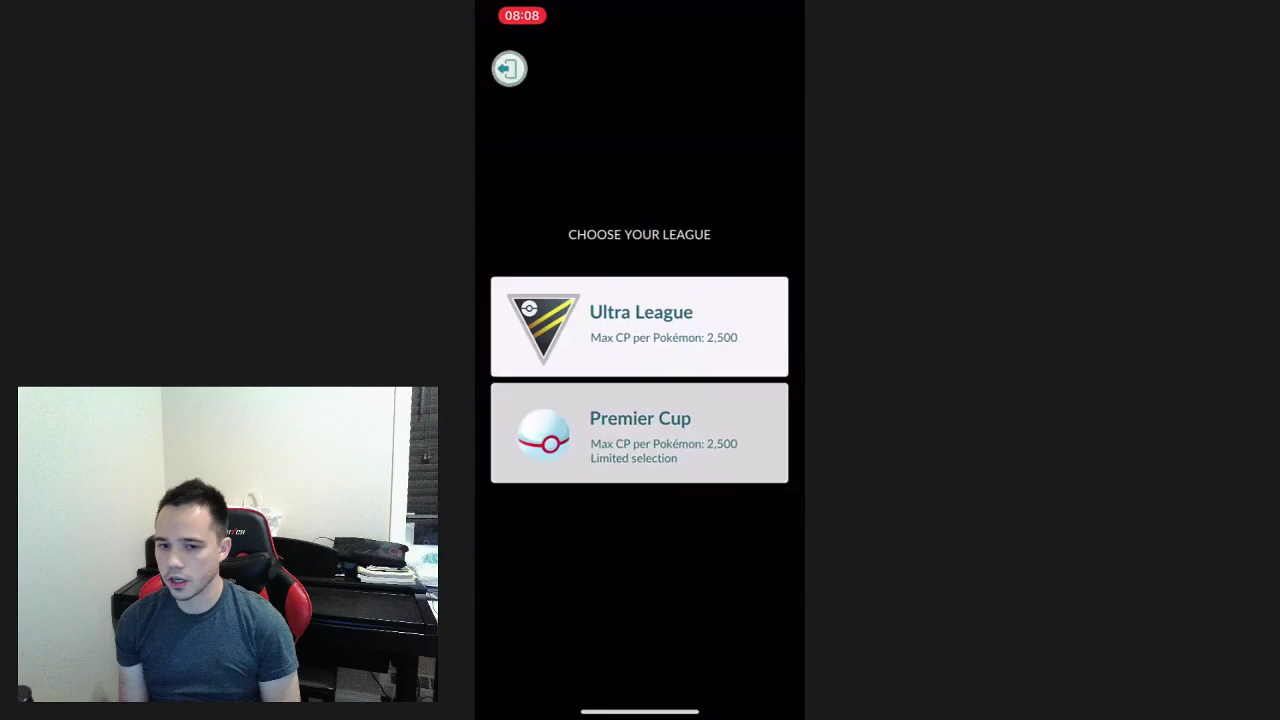 08:08
CHOOSE YOUR LEAGUE
Ultra League
Max CP per Pokémon: 2,500
Premier Cup
Max CP per Pokémon: 2,500
Limited selection